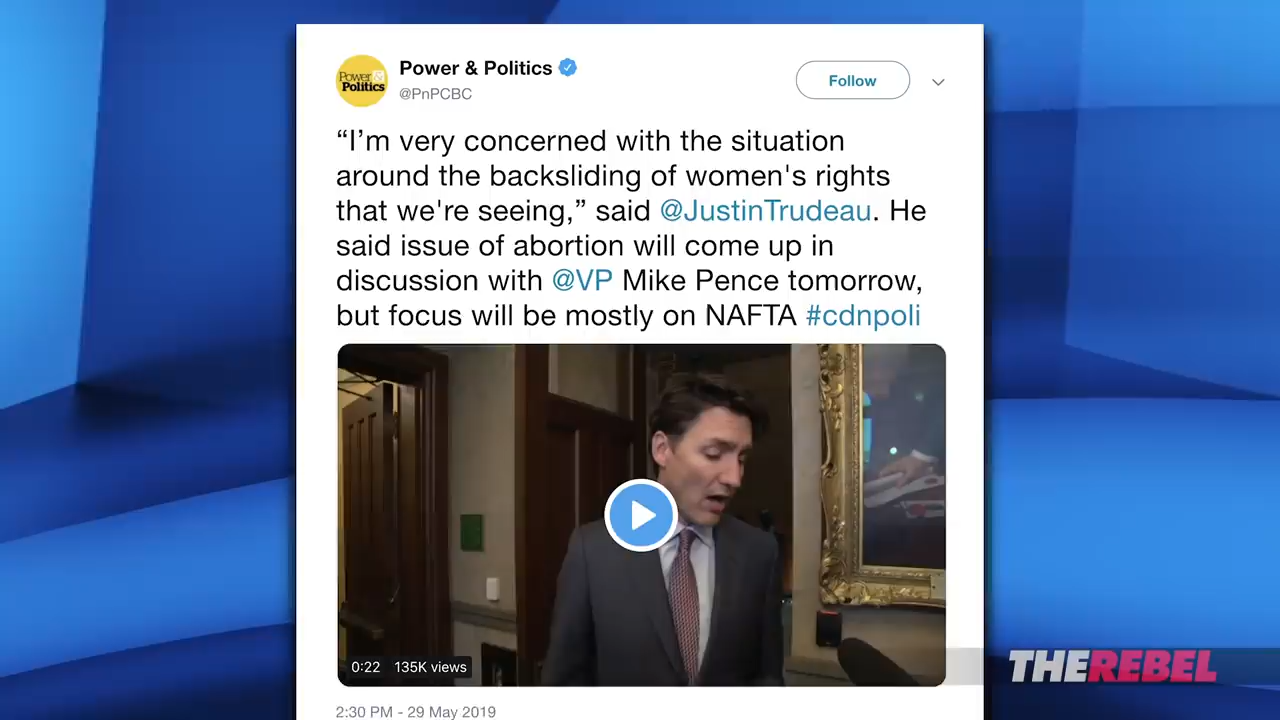 Power & Politics
Power & Politics
@PnPCBC
Follow
“I’m very concerned with the situation
around the backsliding of women's rights
that we're seeing,” said @JustinTrudeau. He
said issue of abortion will come up in
discussion with @VP Mike Pence tomorrow,
but focus will be mostly on NAFTA #cdnpoli
0:22 135K views
THEREBEL
2:30 PM - 29 May 2019